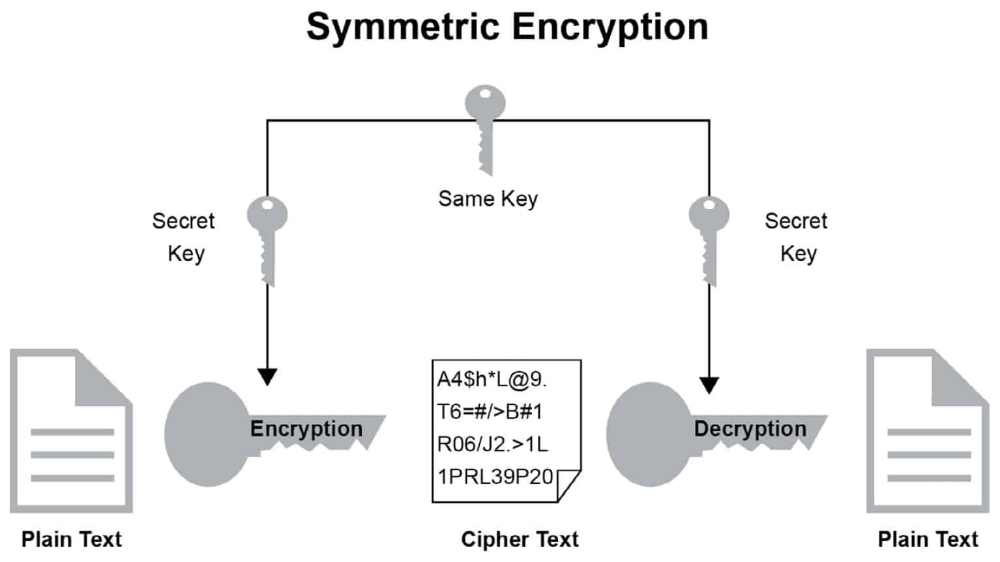 Symmetric Encryption
Same Key
Secret
Key
Secret
Key
Encryption
A4$h*L@9.
T6=#/>B#1
R06/J2.>1L
1PRL39P20
Decryption
Plain Text
Cipher Text
Plain Text